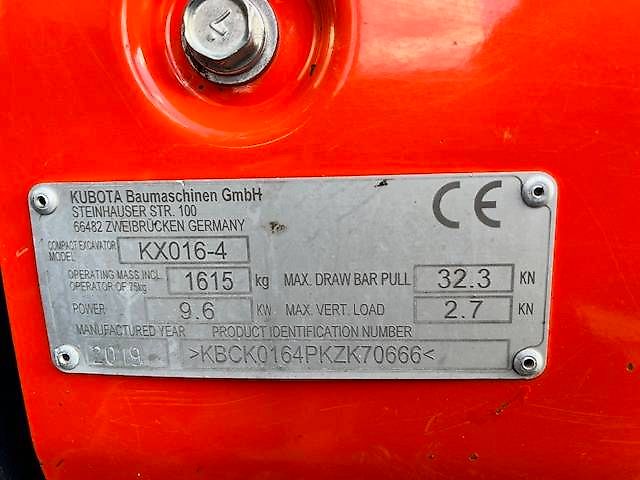 KUBOTA Baumaschinen GmbH
STEINHAUSER STR. 100
66482 ZWEIBRÜCKEN GERMANY
CE
COMPACT EXCAVATOR MODEL KX016-4
OPERATING MASS INCL. OPERATOR OF 75kg 1615 kg MAX. DRAW BAR PULL 32.3 KN
POWER 9.6 KW MAX. VERT. LOAD 2.7 KN
MANUFACTURED YEAR PRODUCT IDENTIFICATION NUMBER
2019 >KBCK0164PKZK70666<